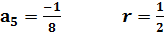 a₅ = -1/8 r = 1/2